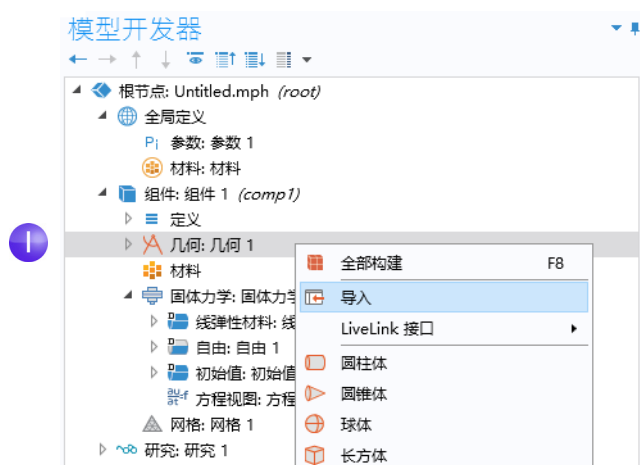 模型开发器
根节点: Untitled.mph (root)
全局定义
Pi 参数: 参数 1
材料: 材料
组件: 组件 1 (comp1)
定义
1
几何: 几何 1
全部构建 F8
材料
导入
固体力学: 固体力学
LiveLink 接口
线弹性材料: 线
自由: 自由 1
圆柱体
初始值: 初始值
圆锥体
方程视图: 方程
球体
网格: 网格 1
研究: 研究 1
长方体